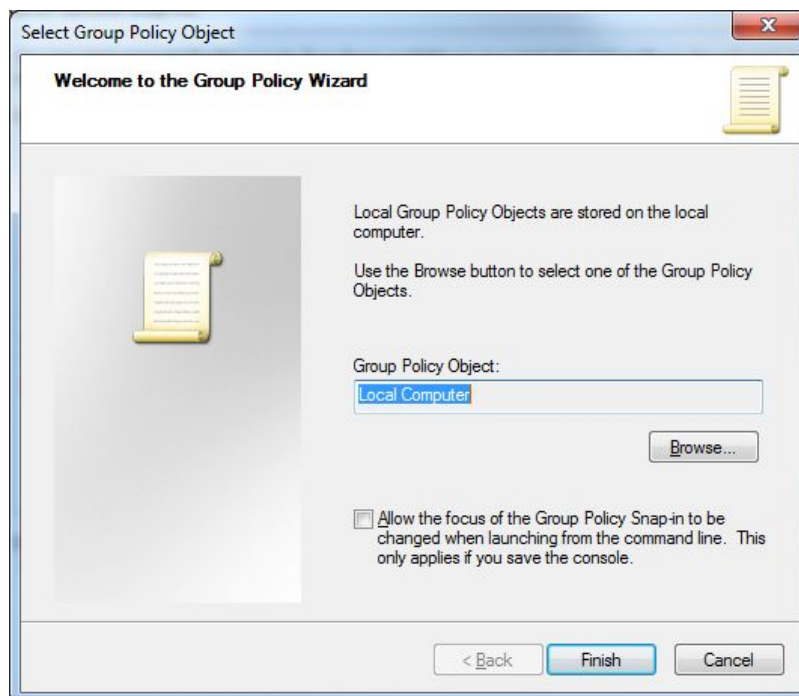 Select Group Policy Object
Welcome to the Group Policy Wizard
Local Group Policy Objects are stored on the local
computer.
Use the Browse button to select one of the Group Policy
Objects.
Group Policy Object:
Local Computer
Browse...
Allow the focus of the Group Policy Snap-in to be
changed when launching from the command line. This
only applies if you save the console.
< Back
Finish
Cancel